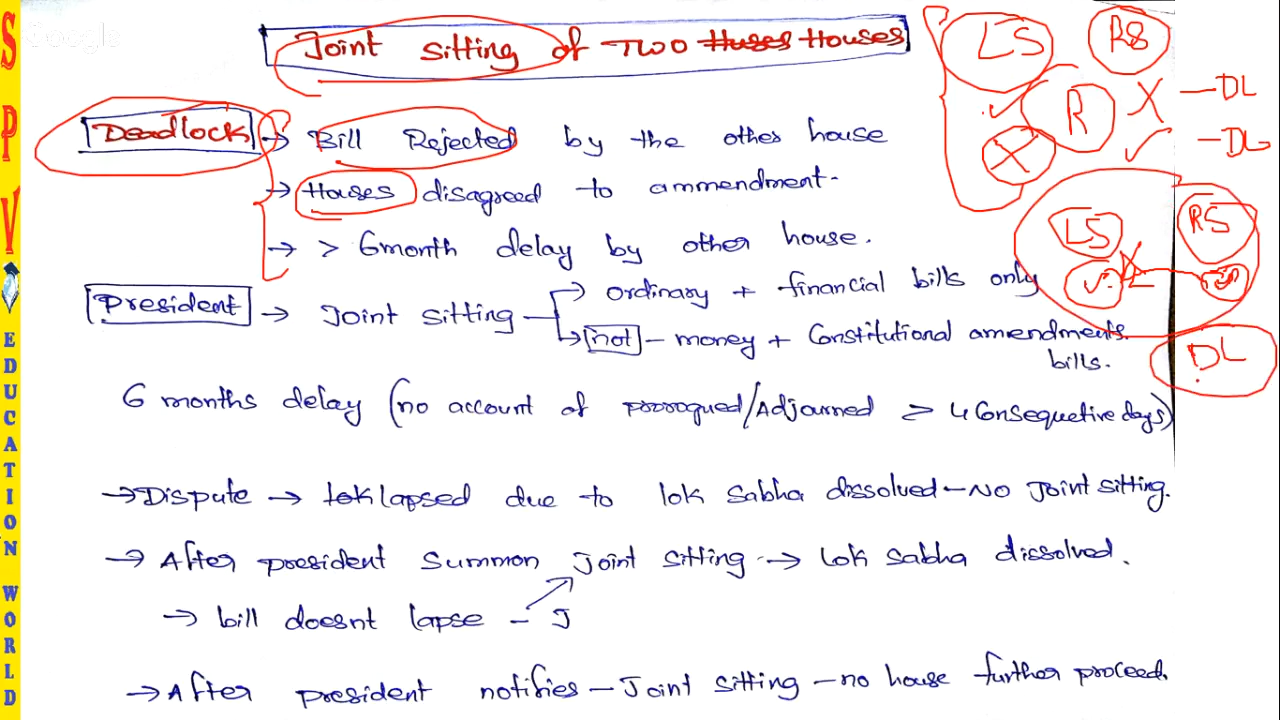 SPV EDUCATION WORLD
Google
Joint Sitting of TWO Huses Houses
Deadlock → Bill Rejected by the other house
→ Houses disagreed to ammendment.
→ > 6month delay by other house.
President → Joint sitting → ordinary + financial bills only
→ not - money + Constitutional amendments bills.
6 months delay (no account of prorogued/Adjourned > 4 Consequetive days)
→ Dispute → lok lapsed due to lok sabha dissolved - No Joint sitting.
→ After president Summon Joint sitting → lok sabha dissolved.
→ bill doesnt lapse - J
→ After president notifies - Joint sitting - no house further proceed.
LS RS
✓ R X - DL
X ✓ - DL
LS RS
DL